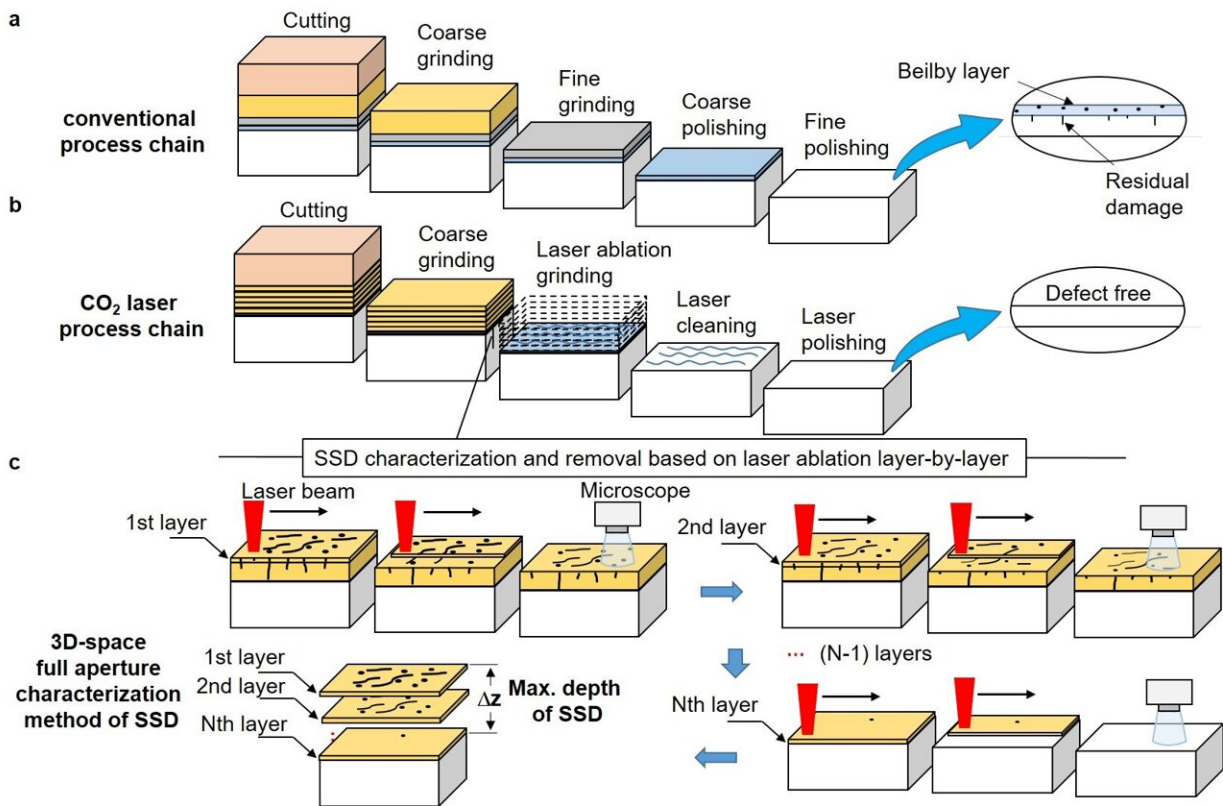 a
Cutting
Coarse
grinding
Fine
grinding
Coarse
polishing
Fine
polishing
Beilby layer
Residual
damage
conventional
process chain
b
Cutting
Coarse
grinding
Laser ablation
grinding
Laser
cleaning
Laser
polishing
Defect free
CO₂ laser
process chain
SSD characterization and removal based on laser ablation layer-by-layer
c
Laser beam
Microscope
1st layer
2nd layer
3D-space
full aperture
characterization
method of SSD
1st layer
2nd layer
Nth layer
Δz
Max. depth
of SSD
... (N-1) layers
Nth layer